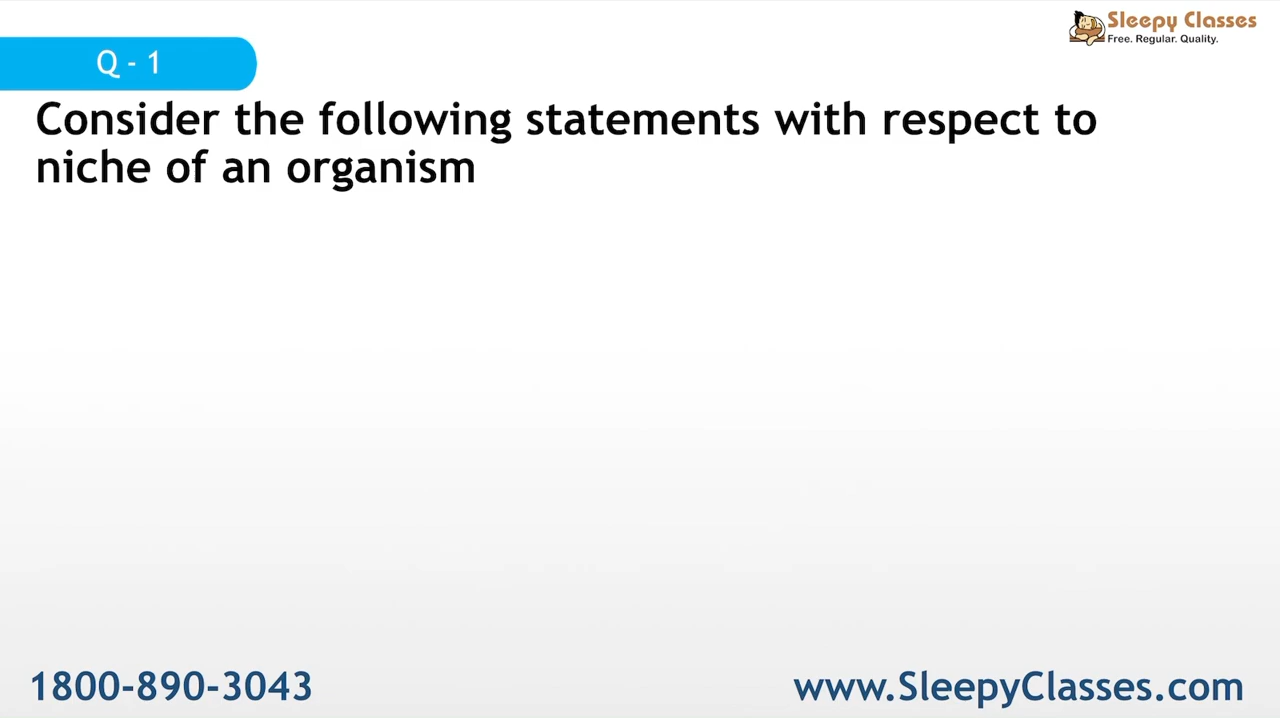 Sleepy Classes
Free. Regular. Quality.
Q - 1
Consider the following statements with respect to
niche of an organism
1800-890-3043
www.SleepyClasses.com